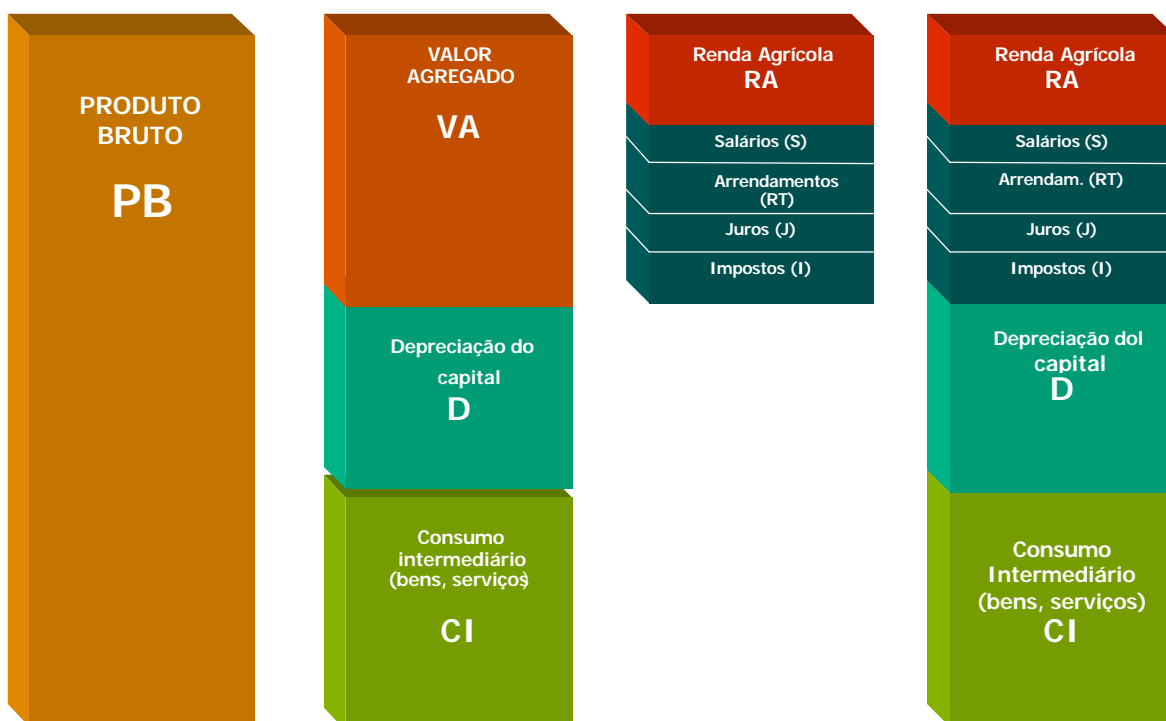 PRODUTO
BRUTO
PB
VALOR
AGREGADO
VA
Depreciação do
capital
D
Consumo
intermediário
(bens, serviços)
CI
Renda Agrícola
RA
Salários (S)
Arrendamentos
(RT)
Juros (J)
Impostos (I)
Renda Agrícola
RA
Salários (S)
Arrendam. (RT)
Juros (J)
Impostos (I)
Depreciação dol
capital
D
Consumo
Intermediário
(bens, serviços)
CI